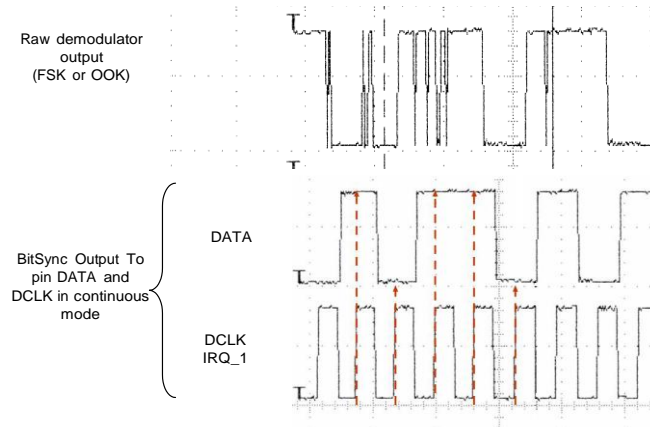 Raw demodulator
output
(FSK or OOK)
BitSync Output To
pin DATA and
DCLK in continuous
mode
DATA
DCLK
IRQ_1